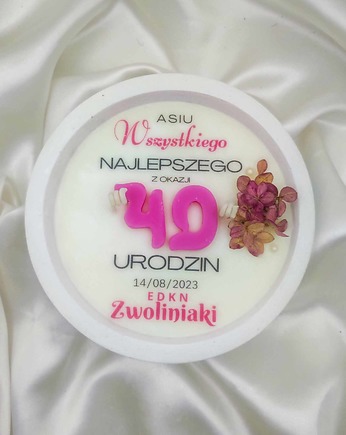 ASIU
Wszystkiego
NAJLEPSZEGO
Z OKAZJI
40
URODZIN
14/08/2023
EDKN
Zwoliniaki